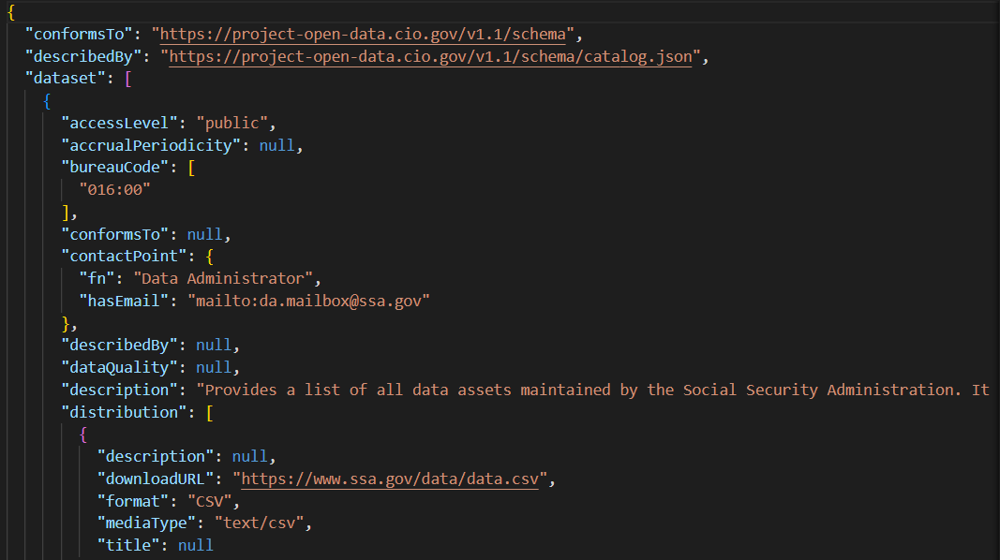 {
"conformsTo": "https://project-open-data.cio.gov/v1.1/schema",
"describedBy": "https://project-open-data.cio.gov/v1.1/schema/catalog.json",
"dataset": [
{
"accessLevel": "public",
"accrualPeriodicity": null,
"bureauCode": [
"016:00"
],
"conformsTo": null,
"contactPoint": {
"fn": "Data Administrator",
"hasEmail": "mailto:da.mailbox@ssa.gov"
},
"describedBy": null,
"dataQuality": null,
"description": "Provides a list of all data assets maintained by the Social Security Administration. It
"distribution": [
{
"description": null,
"downloadURL": "https://www.ssa.gov/data/data.csv",
"format": "CSV",
"mediaType": "text/csv",
"title": null